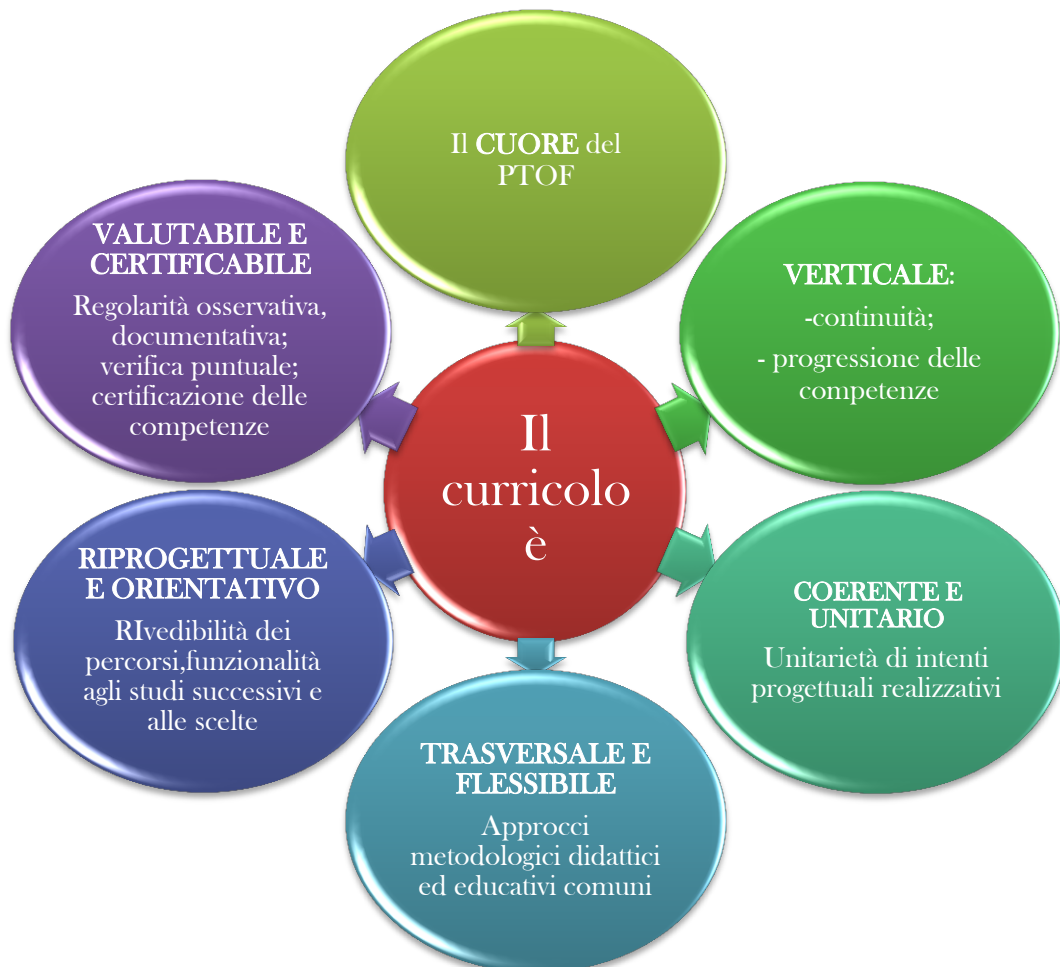 Il CUORE del
PTOF
VERTICALE:
-continuità;
- progressione delle
competenze
COERENTE E
UNITARIO
Unitarietà di intenti
progettuali realizzativi
TRASVERSALE E
FLESSIBILE
Approcci
metodologici didattici
ed educativi comuni
RIPROGETTUALE
E ORIENTATIVO
RIvedibilità dei
percorsi,funzionalità
agli studi successivi e
alle scelte
VALUTABILE E
CERTIFICABILE
Regolarità osservativa,
documentativa;
verifica puntuale;
certificazione delle
competenze
Il
curricolo
è